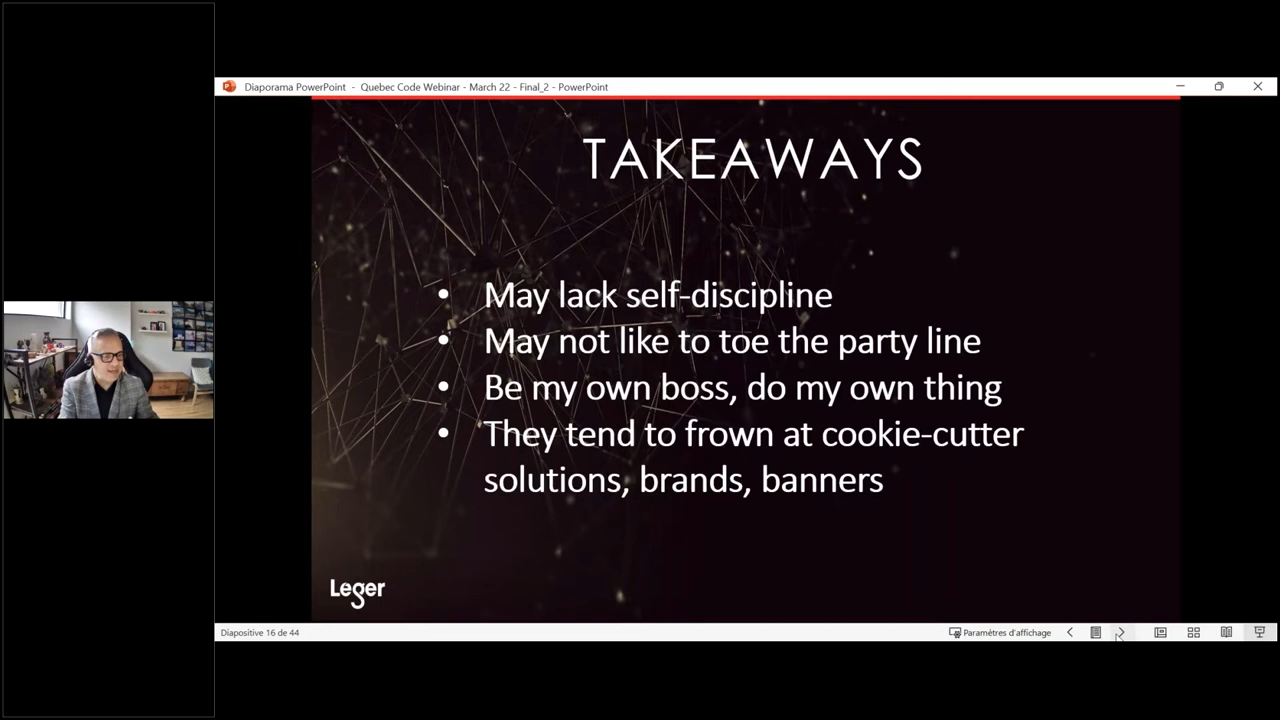 Diaporama PowerPoint - Quebec Code Webinar - March 22 - Final_2 - PowerPoint
TAKEAWAYS
• May lack self-discipline
• May not like to toe the party line
• Be my own boss, do my own thing
• They tend to frown at cookie-cutter
solutions, brands, banners
Leger
Diapositive 16 de 44
Paramètres d'affichage